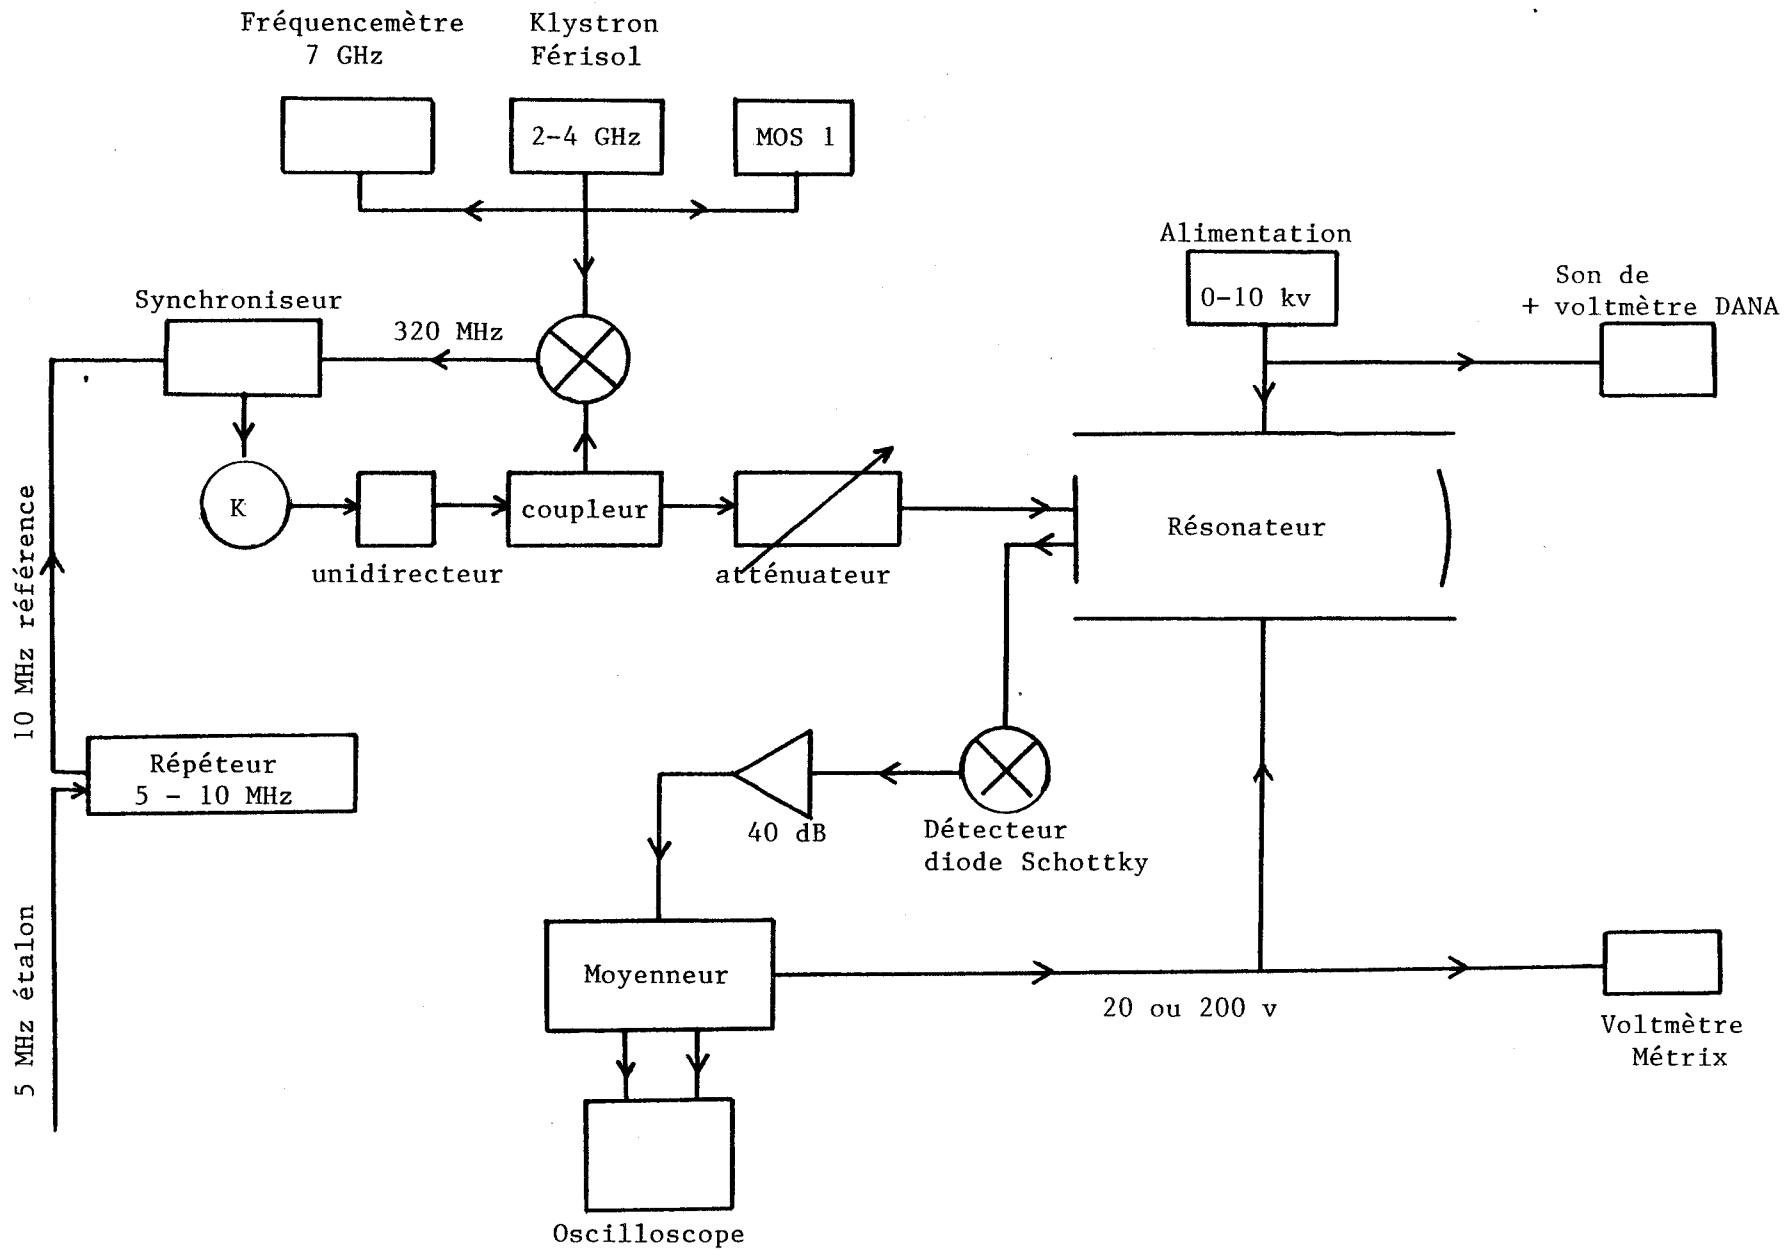 Fréquencemètre
7 GHz
Klystron
Férisol
2-4 GHz
MOS 1
Alimentation
0-10 kv
Son de
+ voltmètre DANA
Synchroniseur
320 MHz
K
coupleur
Résonateur
unidirecteur
atténuateur
10 MHz référence
Répéteur
5 - 10 MHz
40 dB
Détecteur
diode Schottky
5 MHz étalon
Moyenneur
20 ou 200 v
Voltmètre
Métrix
Oscilloscope